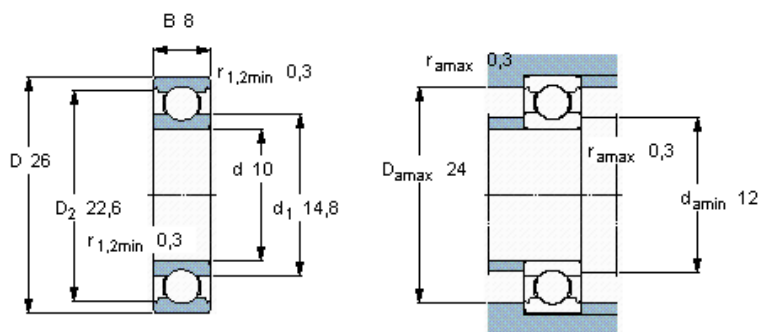 B 8
r1,2min 0,3
D 26
D2 22,6
d 10
d1 14,8
r1,2min 0,3
ramax 0,3
Damax 24
ramax 0,3
damin 12